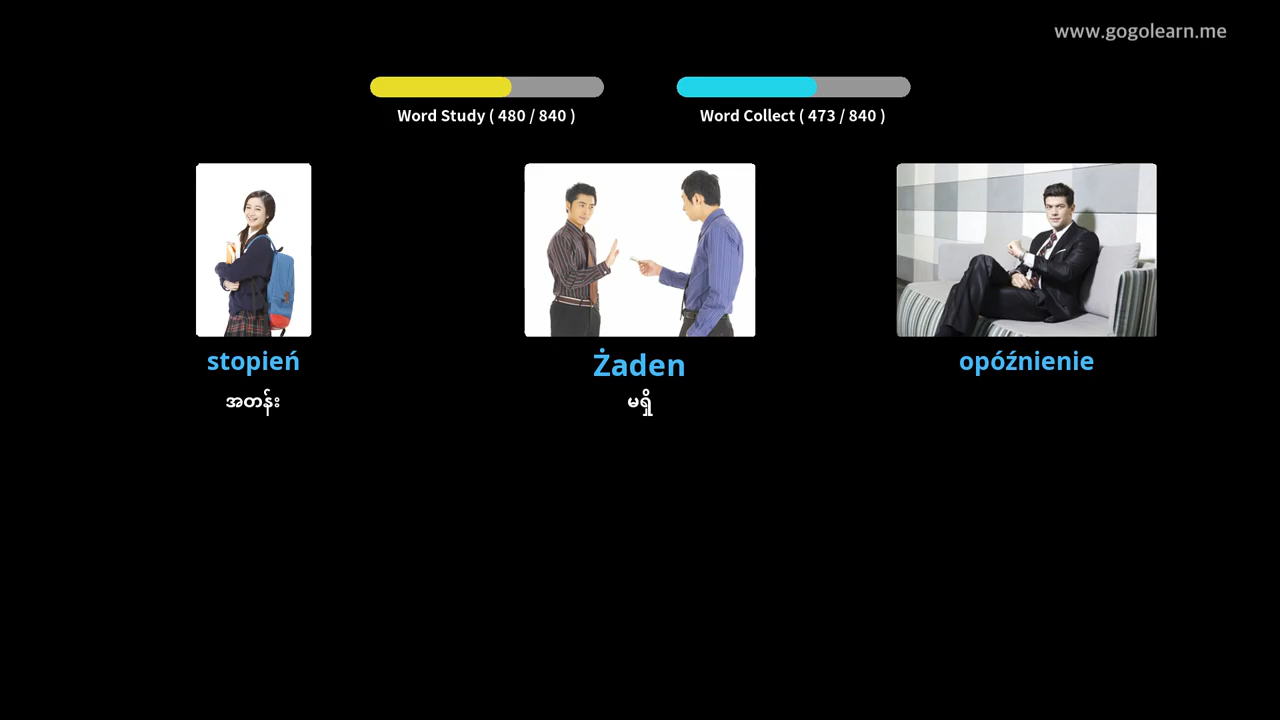 www.gogolearn.me
Word Study ( 480 / 840 )
Word Collect ( 473 / 840 )
stopień
Żaden
opóźnienie
အတန်း
မရှိ